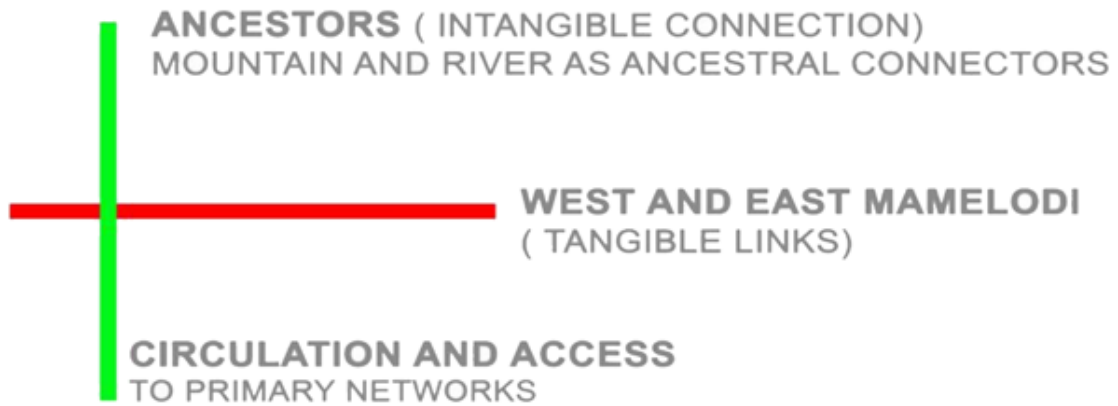 ANCESTORS ( INTANGIBLE CONNECTION)
MOUNTAIN AND RIVER AS ANCESTRAL CONNECTORS
WEST AND EAST MAMELODI
( TANGIBLE LINKS)
CIRCULATION AND ACCESS
TO PRIMARY NETWORKS